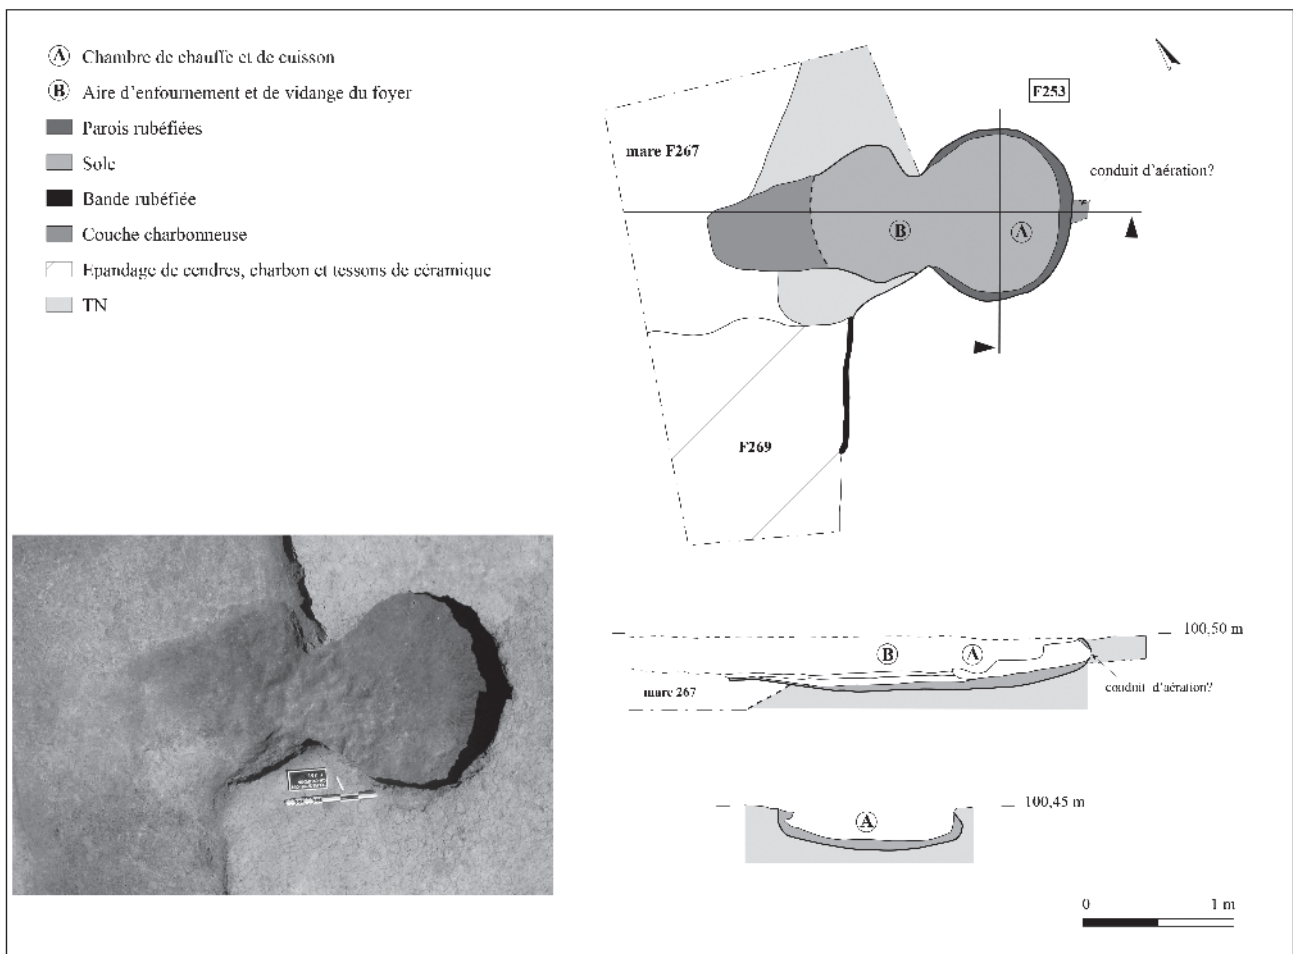 A Chambre de chauffe et de cuisson
B Aire d'enfournement et de vidange du foyer
Parois rubéfiées
Sole
Bande rubéfiée
Couche charbonneuse
Epandage de cendres, charbon et tessons de céramique
TN
F253
mare F267
conduit d'aération?
B
A
F269
100,50 m
B
A
mare 267
conduit d'aération?
100,45 m
A
0 1 m